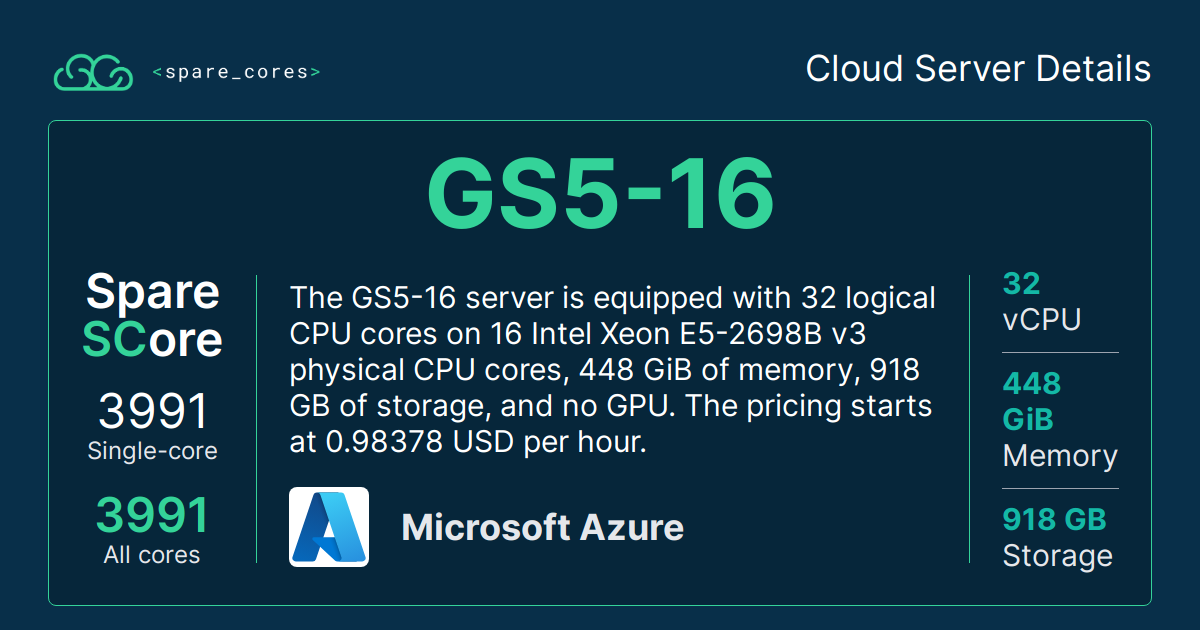 <spare_cores>
Cloud Server Details
GS5-16
Spare
SCore
3991
Single-core
3991
All cores
The GS5-16 server is equipped with 32 logical
CPU cores on 16 Intel Xeon E5-2698B v3
physical CPU cores, 448 GiB of memory, 918
GB of storage, and no GPU. The pricing starts
at 0.98378 USD per hour.
Microsoft Azure
32
vCPU
448
GiB
Memory
918 GB
Storage